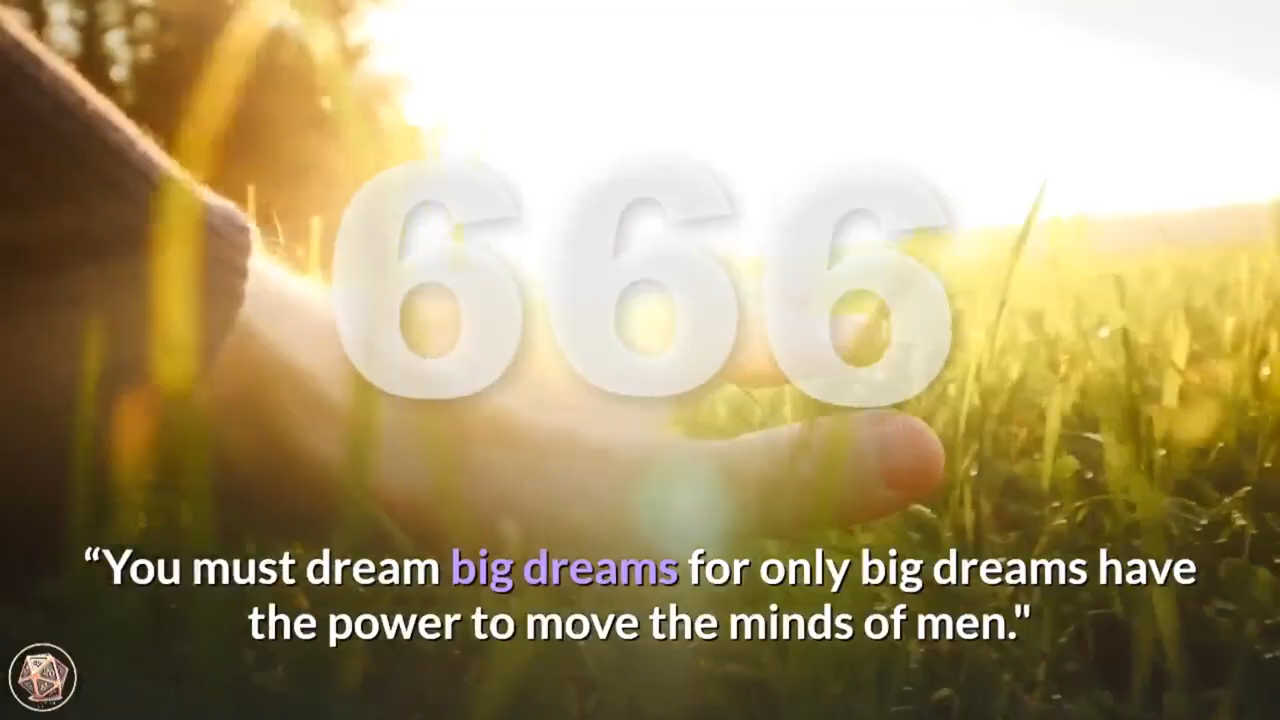 666
“You must dream big dreams for only big dreams have
the power to move the minds of men."